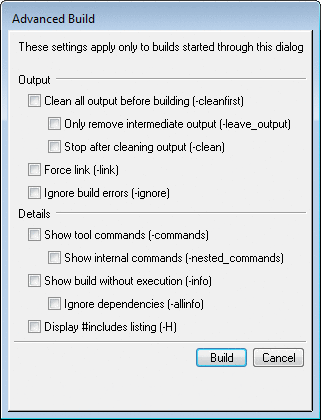 Advanced Build
These settings apply only to builds started through this dialog
Output
Clean all output before building (-cleanfirst)
Only remove intermediate output (-leave_output)
Stop after cleaning output (-clean)
Force link (-link)
Ignore build errors (-ignore)
Details
Show tool commands (-commands)
Show internal commands (-nested_commands)
Show build without execution (-info)
Ignore dependencies (-allinfo)
Display #includes listing (-H)
Build Cancel